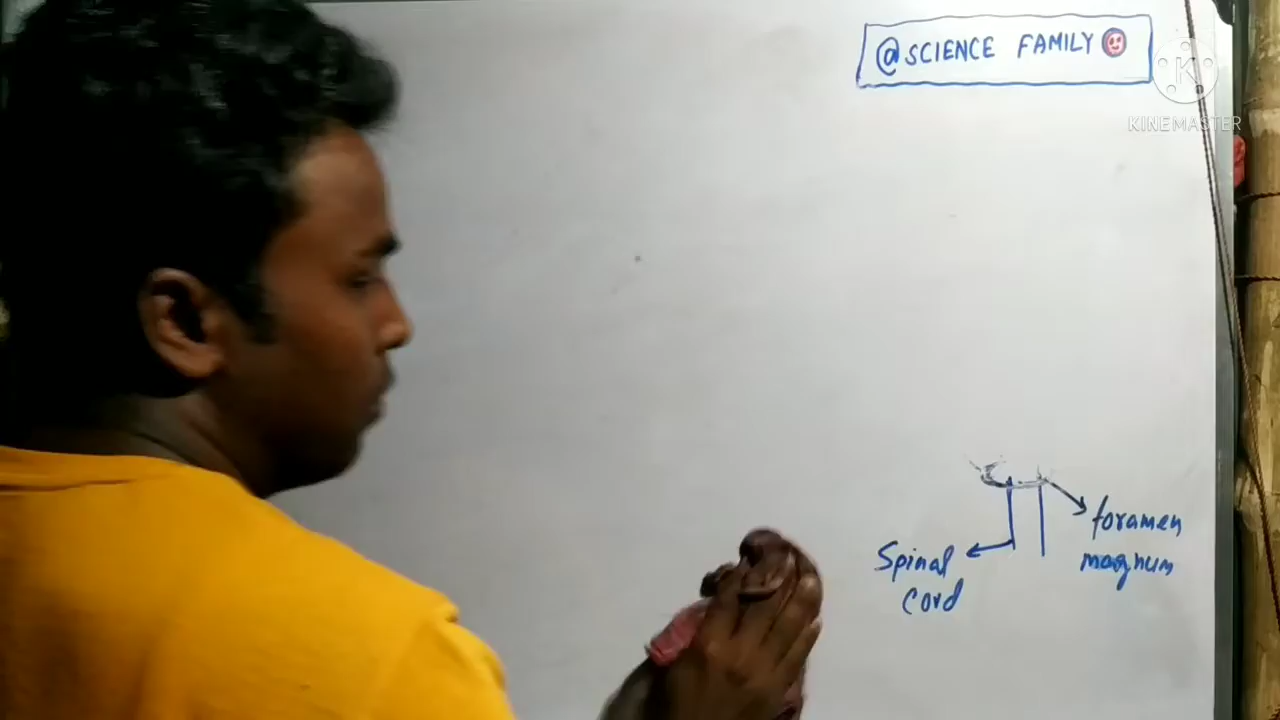 @SCIENCE FAMILY
K
KINEMASTER
foramen
magnum
Spinal
cord